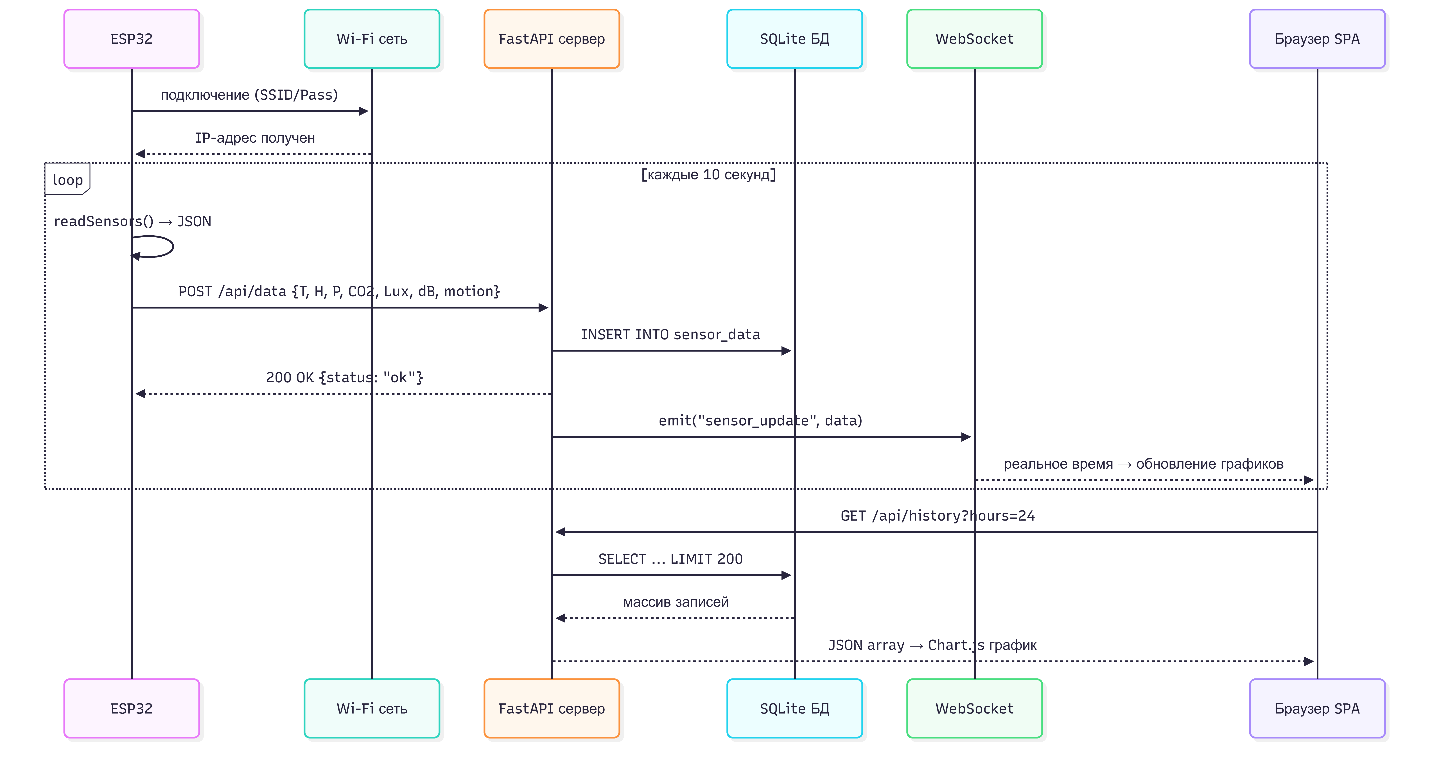 ESP32
Wi-Fi сеть
FastAPI сервер
SQLite БД
WebSocket
Браузер SPA
подключение (SSID/Pass)
IP-адрес получен
loop
[каждые 10 секунд]
readSensors() → JSON
POST /api/data {T, H, P, CO2, Lux, dB, motion}
INSERT INTO sensor_data
200 OK {status: "ok"}
emit("sensor_update", data)
реальное время → обновление графиков
GET /api/history?hours=24
SELECT ... LIMIT 200
массив записей
JSON array → Chart.js график
ESP32
Wi-Fi сеть
FastAPI сервер
SQLite БД
WebSocket
Браузер SPA